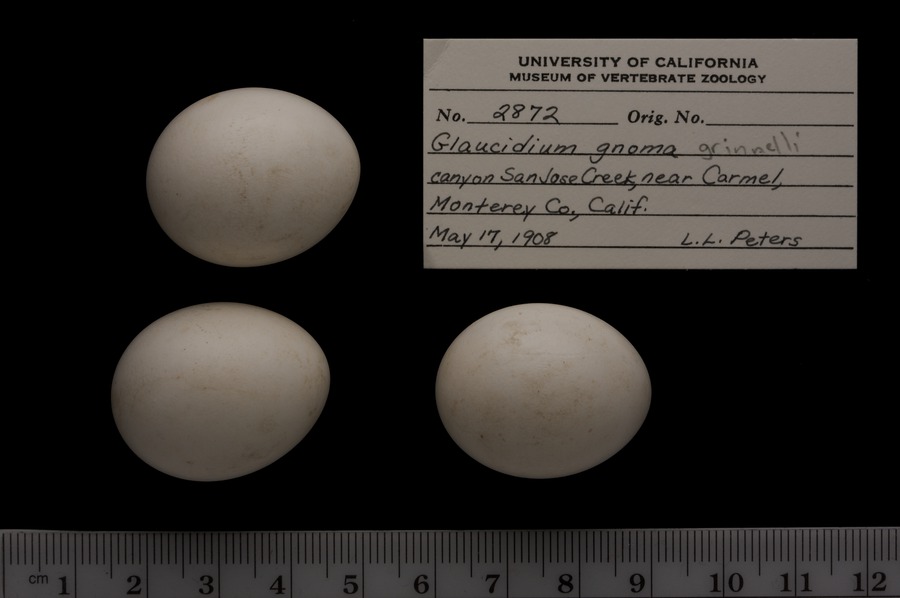 UNIVERSITY OF CALIFORNIA
MUSEUM OF VERTEBRATE ZOOLOGY
No. 2872 Orig. No.
Glaucidium gnoma grinnelli
canyon San Jose Creek, near Carmel,
Monterey Co., Calif.
May 17, 1908 L.L. Peters
cm 1 2 3 4 5 6 7 8 9 10 11 12